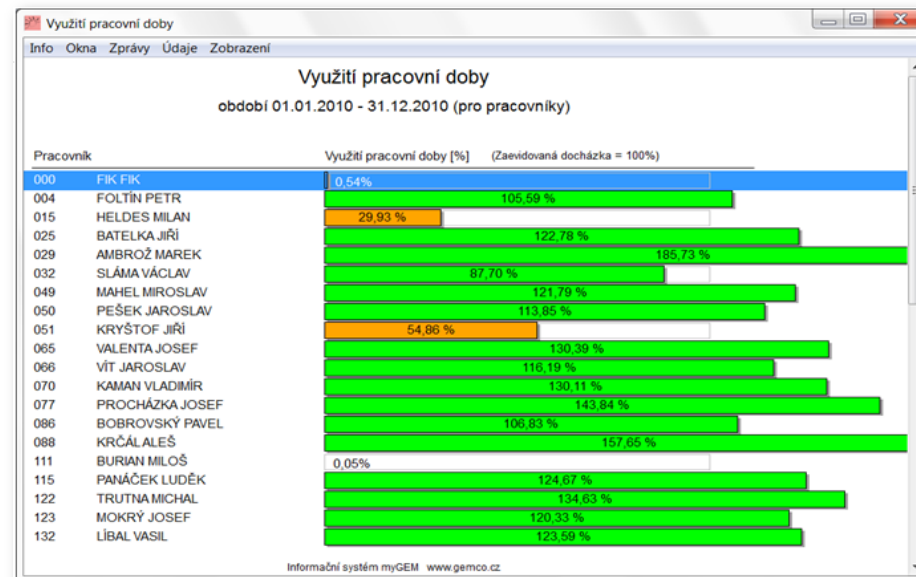 Využití pracovní doby
Info Okna Zprávy Údaje Zobrazení
Využití pracovní doby
období 01.01.2010 - 31.12.2010 (pro pracovníky)
Pracovník Využití pracovní doby [%] (Zaevidovaná docházka = 100%)
000 FIK FIK 0,54%
004 FOLTÍN PETR 105,59 %
015 HELDES MILAN 29,93 %
025 BATELKA JIŘÍ 122,78 %
029 AMBROŽ MAREK 185,73 %
032 SLÁMA VÁCLAV 87,70 %
049 MAHEL MIROSLAV 121,79 %
050 PEŠEK JAROSLAV 113,85 %
051 KRYŠTOF JIŘÍ 54,86 %
065 VALENTA JOSEF 130,39 %
066 VÍT JAROSLAV 116,19 %
070 KAMAN VLADIMÍR 130,11 %
077 PROCHÁZKA JOSEF 143,84 %
086 BOBROVSKÝ PAVEL 106,83 %
088 KRČÁL ALEŠ 157,65 %
111 BURIAN MILOŠ 0,05%
115 PANÁČEK LUDĚK 124,67 %
122 TRUTNA MICHAL 134,63 %
123 MOKRÝ JOSEF 120,33 %
132 LÍBAL VASIL 123,59 %
Informační systém myGEM www.gemco.cz